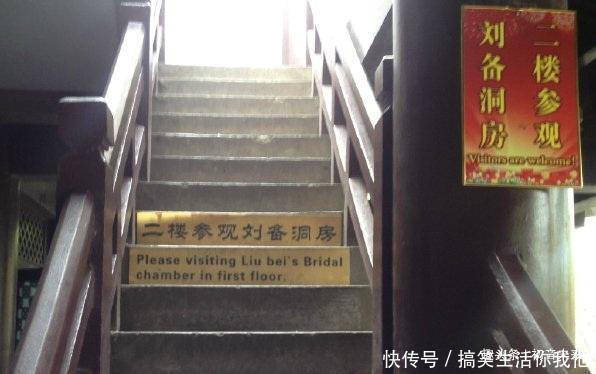 二楼参观
刘备洞房
Visitors are welcome!
二楼参观刘备洞房
Please visiting Liu bei's Bridal
chamber in first floor.
快传号 / 搞笑生活你我他